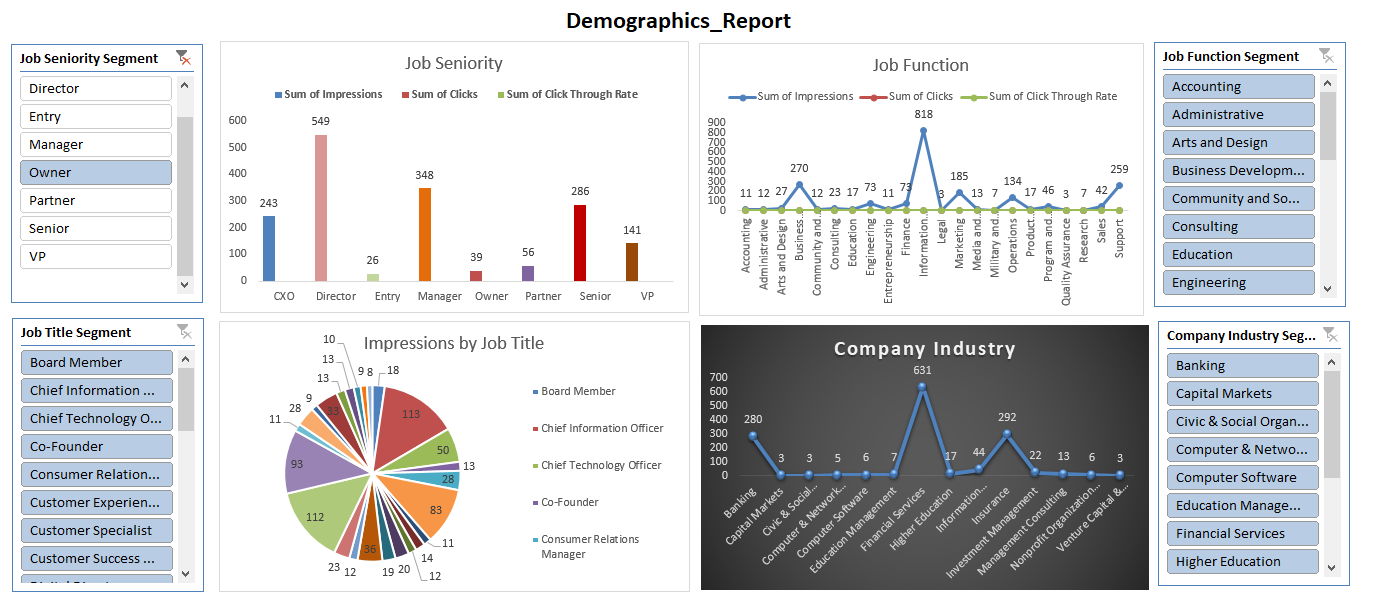 Demographics_Report
Job Seniority Segment
Director
Entry
Manager
Owner
Partner
Senior
VP
Job Seniority
Sum of Impressions Sum of Clicks Sum of Click Through Rate
600
500
400
300
200
100
0
243
549
26
348
39
56
286
141
CXO Director Entry Manager Owner Partner Senior VP
Job Function
Sum of Impressions Sum of Clicks Sum of Click Through Rate
900
800
700
600
500
400
300
200
100
0
11 12 27 270 12 23 17 73 11 73 818 3 185 13 7 134 17 46 3 7 42 259
Accounting
Administrative
Arts and Design
Business...
Community and...
Consulting
Education
Engineering
Entrepreneurship
Finance
Information...
Legal
Marketing
Media and...
Military and...
Operations
Product...
Program and...
Quality Assurance
Research
Sales
Support
Job Function Segment
Accounting
Administrative
Arts and Design
Business Developm...
Community and So...
Consulting
Education
Engineering
Job Title Segment
Board Member
Chief Information ...
Chief Technology O...
Co-Founder
Consumer Relation...
Customer Experien...
Customer Specialist
Customer Success ...
Impressions by Job Title
18
113
50
13
28
83
11
14
12
20
19
36
12
23
112
93
11
28
9
33
13
13
10
9
8
Board Member
Chief Information Officer
Chief Technology Officer
Co-Founder
Consumer Relations
Manager
Company Industry
700
600
500
400
300
200
100
0
280 3 3 5 6 7 631 17 44 292 22 13 6 3
Banking
Capital Markets
Civic & Social...
Computer & Network...
Computer Software
Education Management
Financial Services
Higher Education
Information...
Insurance
Investment Management
Management Consulting
Nonprofit Organization...
Venture Capital &...
Company Industry Seg...
Banking
Capital Markets
Civic & Social Organ...
Computer & Netwo...
Computer Software
Education Manage...
Financial Services
Higher Education